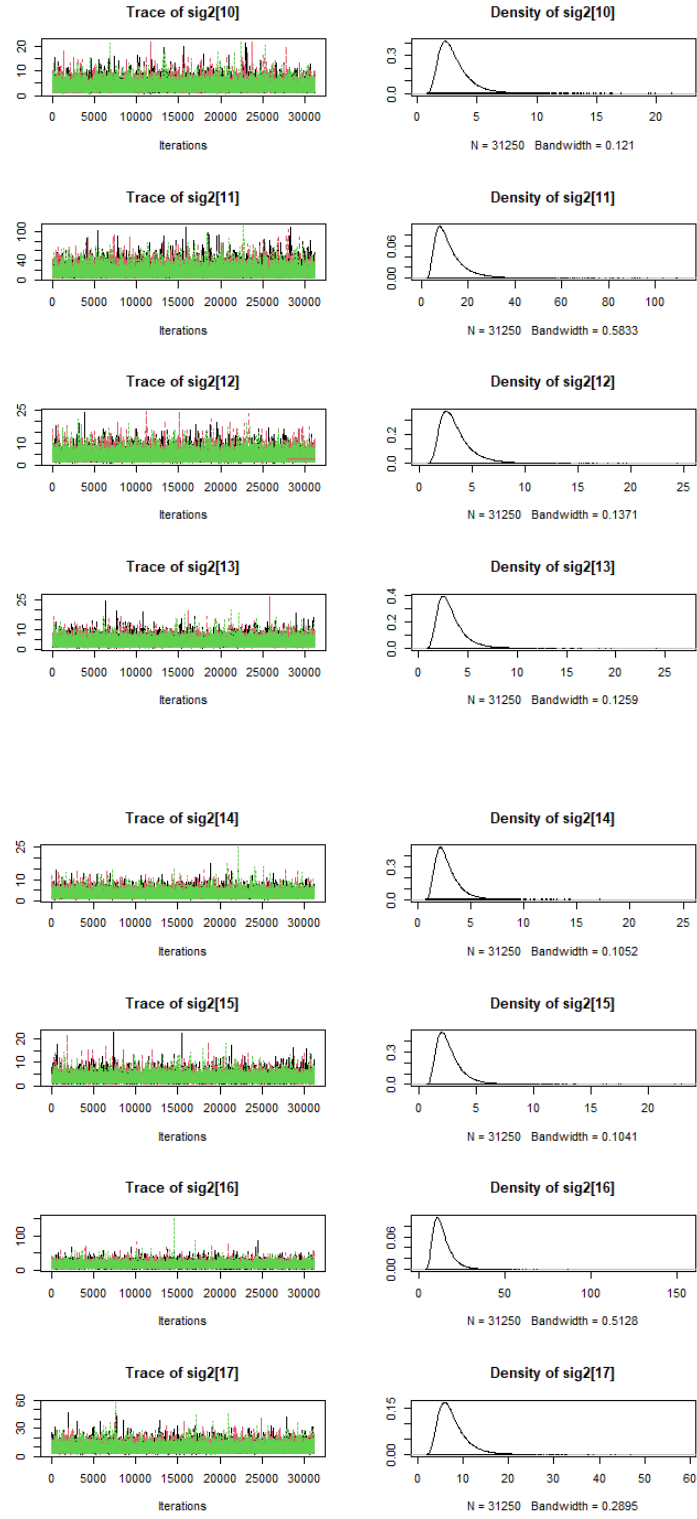 Trace of sig2[10]
0 10 20
0 5000 10000 15000 20000 25000 30000
Iterations
Density of sig2[10]
0.0 0.3
0 5 10 15 20
N = 31250 Bandwidth = 0.121
Trace of sig2[11]
0 40 100
0 5000 10000 15000 20000 25000 30000
Iterations
Density of sig2[11]
0.00 0.06
0 20 40 60 80 100
N = 31250 Bandwidth = 0.5833
Trace of sig2[12]
0 10 25
0 5000 10000 15000 20000 25000 30000
Iterations
Density of sig2[12]
0.0 0.2
0 5 10 15 20 25
N = 31250 Bandwidth = 0.1371
Trace of sig2[13]
0 10 25
0 5000 10000 15000 20000 25000 30000
Iterations
Density of sig2[13]
0.0 0.2 0.4
0 5 10 15 20 25
N = 31250 Bandwidth = 0.1259
Trace of sig2[14]
0 10 25
0 5000 10000 15000 20000 25000 30000
Iterations
Density of sig2[14]
0.0 0.3
0 5 10 15 20 25
N = 31250 Bandwidth = 0.1052
Trace of sig2[15]
0 10 20
0 5000 10000 15000 20000 25000 30000
Iterations
Density of sig2[15]
0.0 0.3
0 5 10 15 20
N = 31250 Bandwidth = 0.1041
Trace of sig2[16]
0 100
0 5000 10000 15000 20000 25000 30000
Iterations
Density of sig2[16]
0.00 0.06
0 50 100 150
N = 31250 Bandwidth = 0.5128
Trace of sig2[17]
0 30 60
0 5000 10000 15000 20000 25000 30000
Iterations
Density of sig2[17]
0.00 0.15
0 10 20 30 40 50 60
N = 31250 Bandwidth = 0.2895